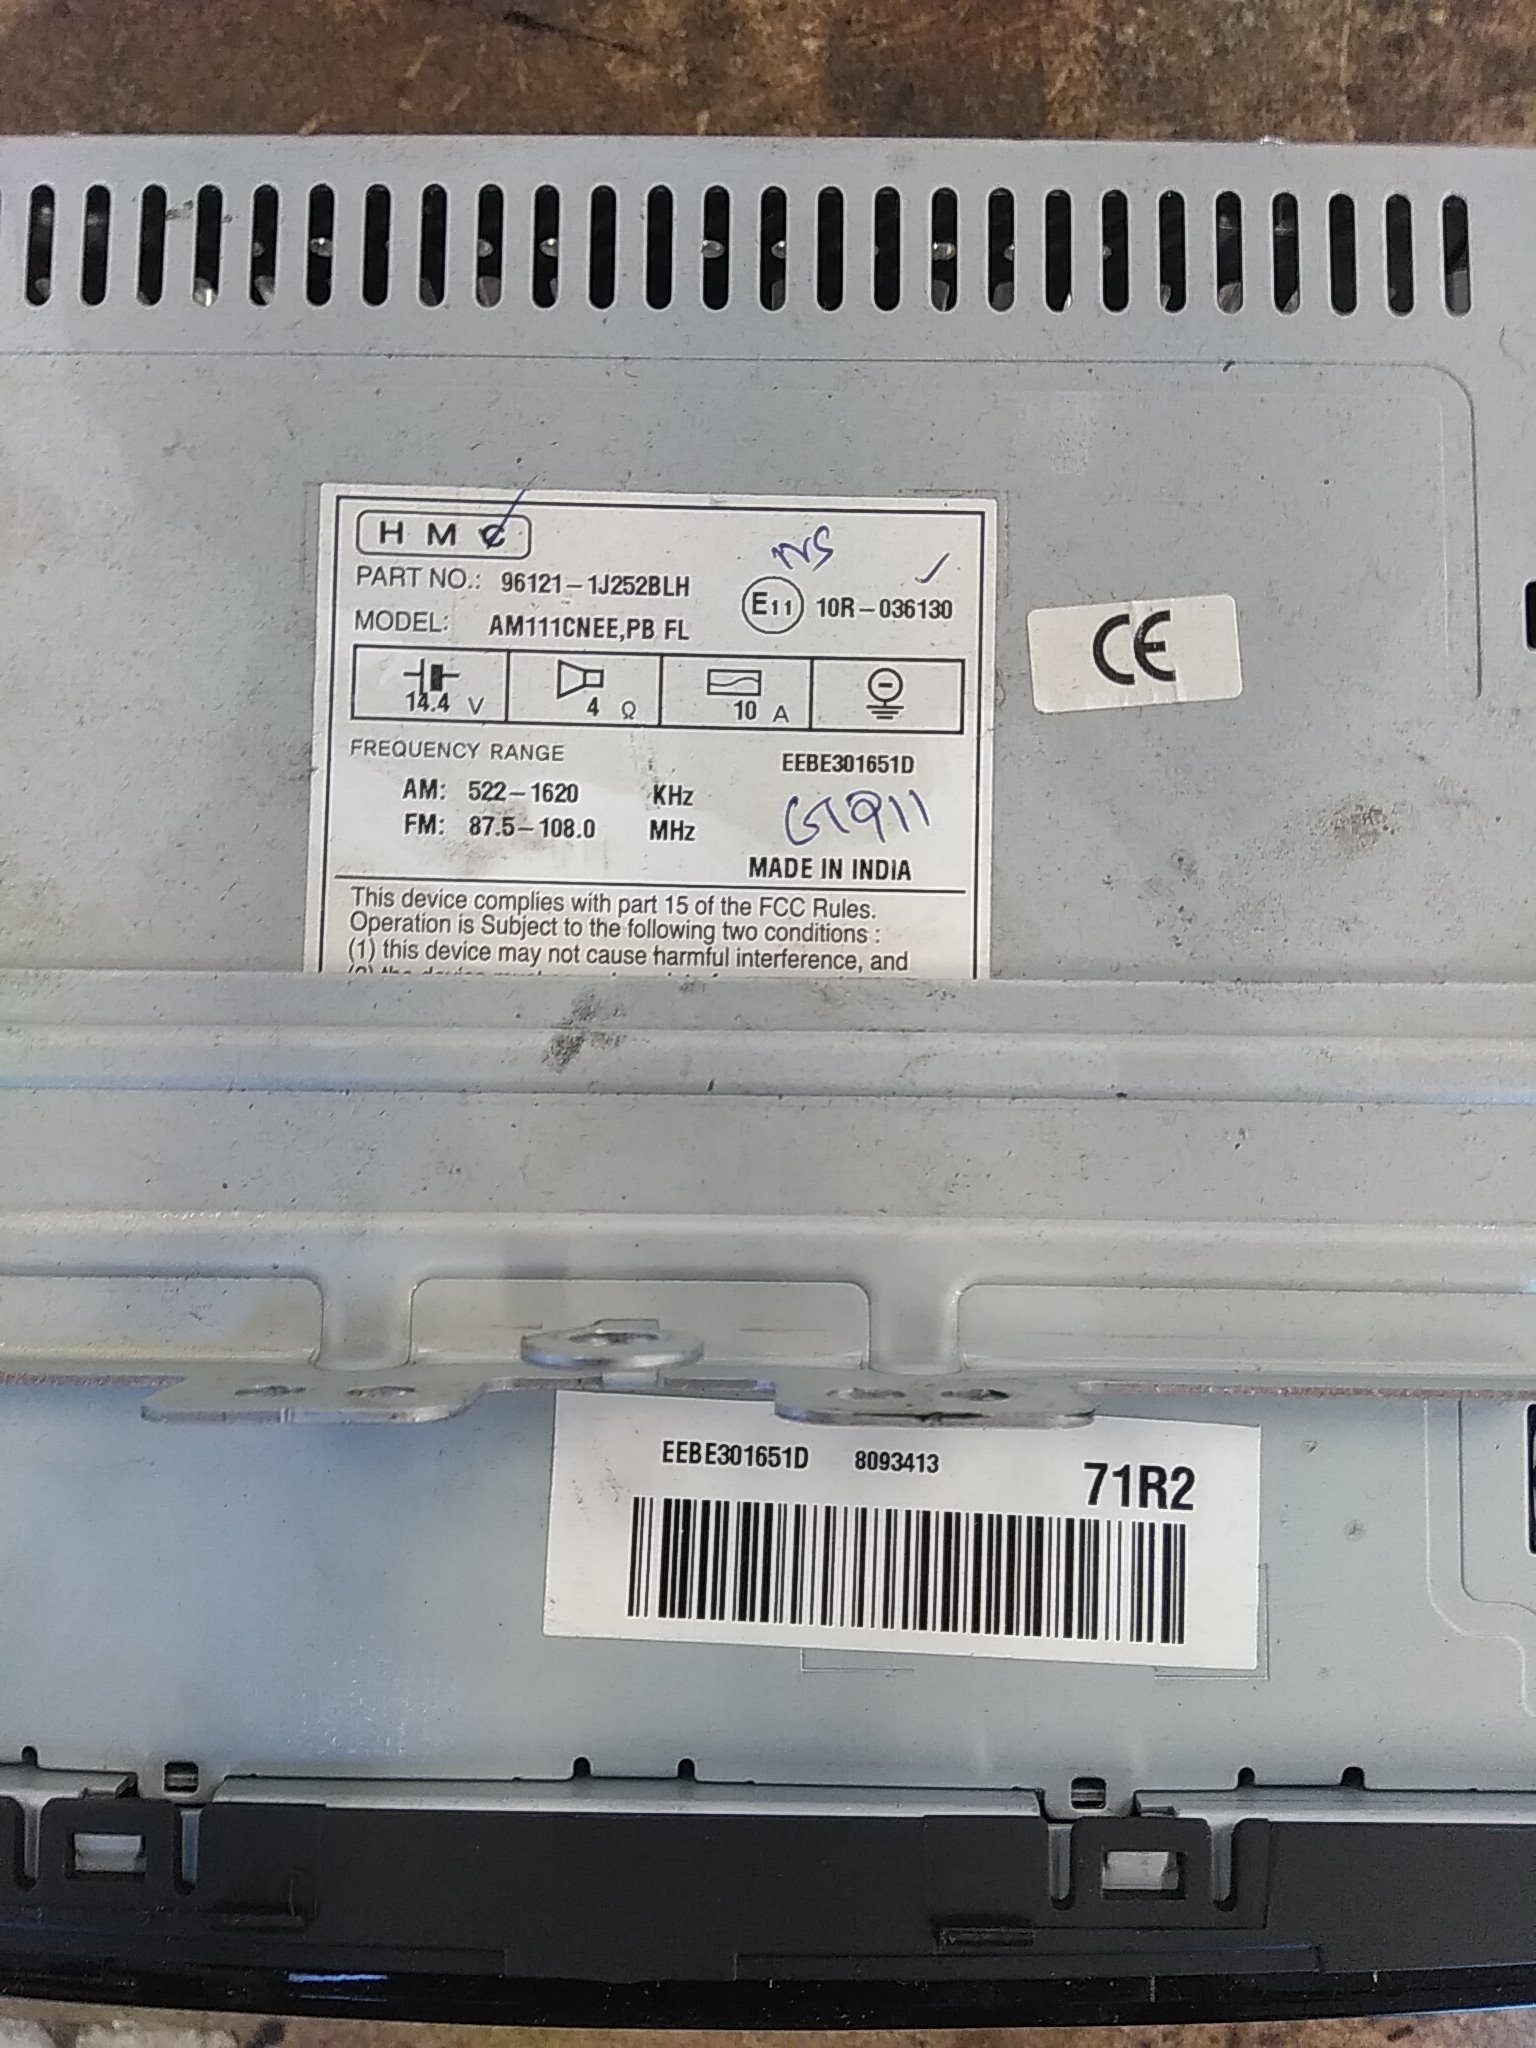 H M C
PART NO.: 96121-1J252BLH
MODEL: AM111CNEE,PB FL
E11 10R-036130
14.4 V
4 Ω
10 A
FREQUENCY RANGE
AM: 522-1620 KHz
FM: 87.5-108.0 MHz
EEBE301651D
MADE IN INDIA
This device complies with part 15 of the FCC Rules.
Operation is Subject to the following two conditions :
(1) this device may not cause harmful interference, and
CE
EEBE301651D 8093413 71R2